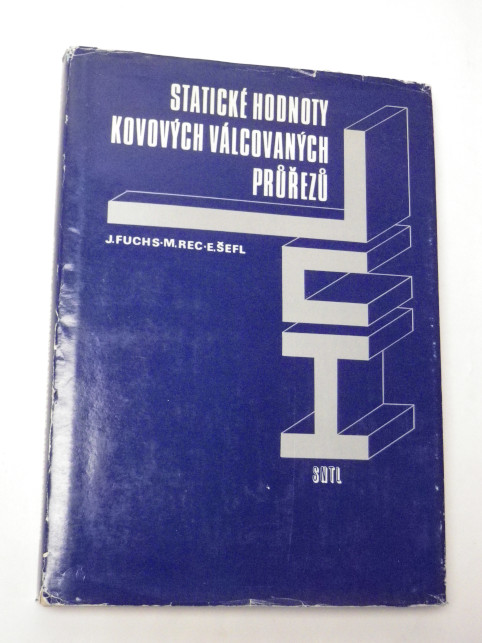 STATICKÉ HODNOTY
KOVOVÝCH VÁLCOVANÝCH
PRŮŘEZŮ
J.FUCHS-M.REC-E.ŠEFL
SNTL